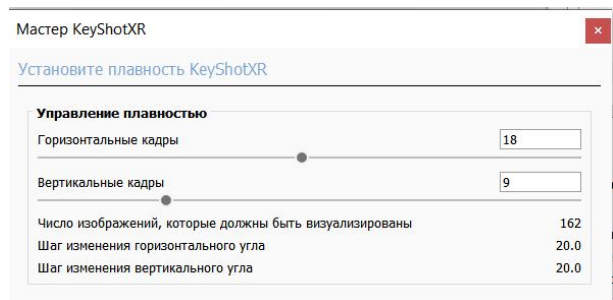 Мастер KeyShotXR
Установите плавность KeyShotXR
Управление плавностью
Горизонтальные кадры 18
Вертикальные кадры 9
Число изображений, которые должны быть визуализированы 162
Шаг изменения горизонтального угла 20.0
Шаг изменения вертикального угла 20.0